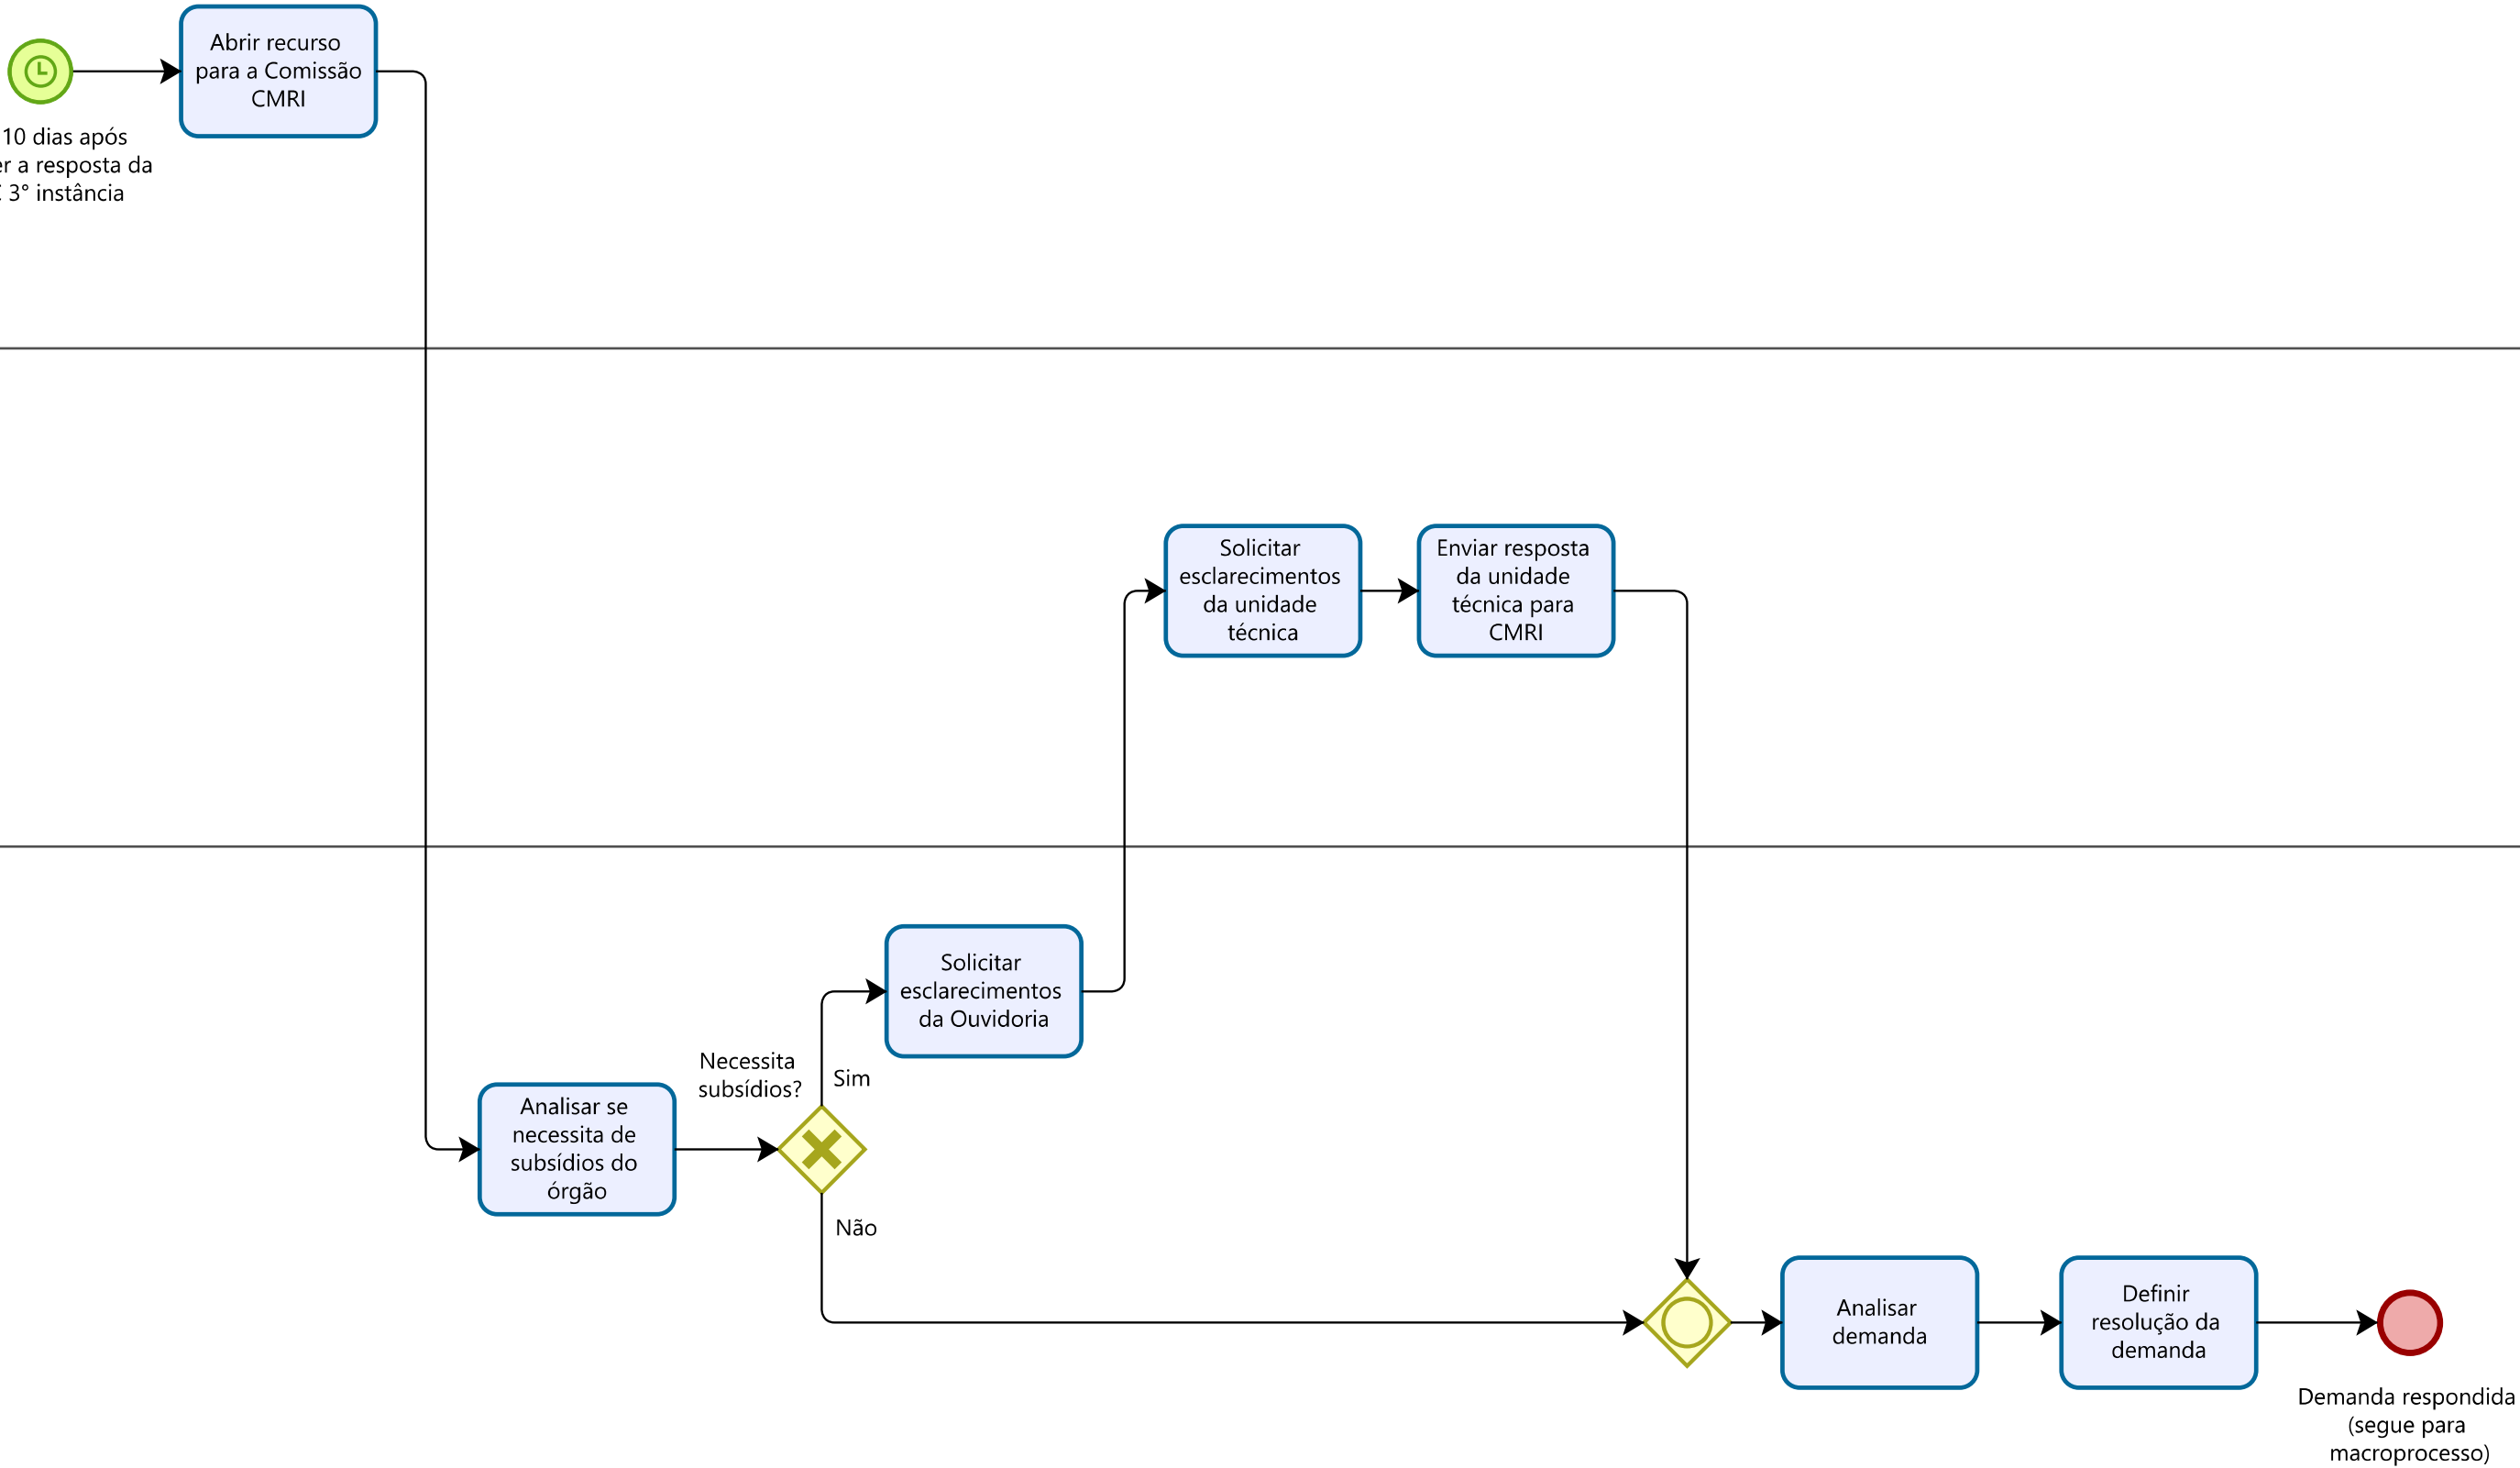 Abrir recurso
para a Comissão
CMRI
10 dias após
a resposta da
3° instância
Solicitar
esclarecimentos
da unidade
técnica
Enviar resposta
da unidade
técnica para
CMRI
Solicitar
esclarecimentos
da Ouvidoria
Necessita
subsídios?
Sim
Analisar se
necessita de
subsídios do
órgão
Não
Analisar
demanda
Definir
resolução da
demanda
Demanda respondida
(segue para
macroprocesso)